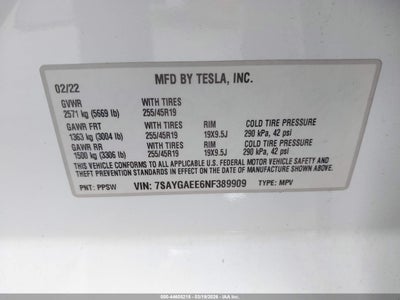 MFD BY TESLA, INC.
02/22
GVWR WITH TIRES
2571 kg (5669 lb) 255/45R19
GAWR FRT WITH TIRES RIM COLD TIRE PRESSURE
1363 kg (3004 lb) 255/45R19 19X9.5J 290 kPa, 42 psi
GAWR RR WITH TIRES RIM COLD TIRE PRESSURE
1500 kg (3306 lb) 255/45R19 19X9.5J 290 kPa, 42 psi
THIS VEHICLE CONFORMS TO ALL APPLICABLE U.S. FEDERAL MOTOR VEHICLE SAFETY
AND THEFT PREVENTION STANDARDS IN EFFECT ON THE DATE OF MANUFACTURE SHOWN ABOVE.
PNT: PPSW VIN: 7SAYGAEE6NF389909 TYPE: MPV